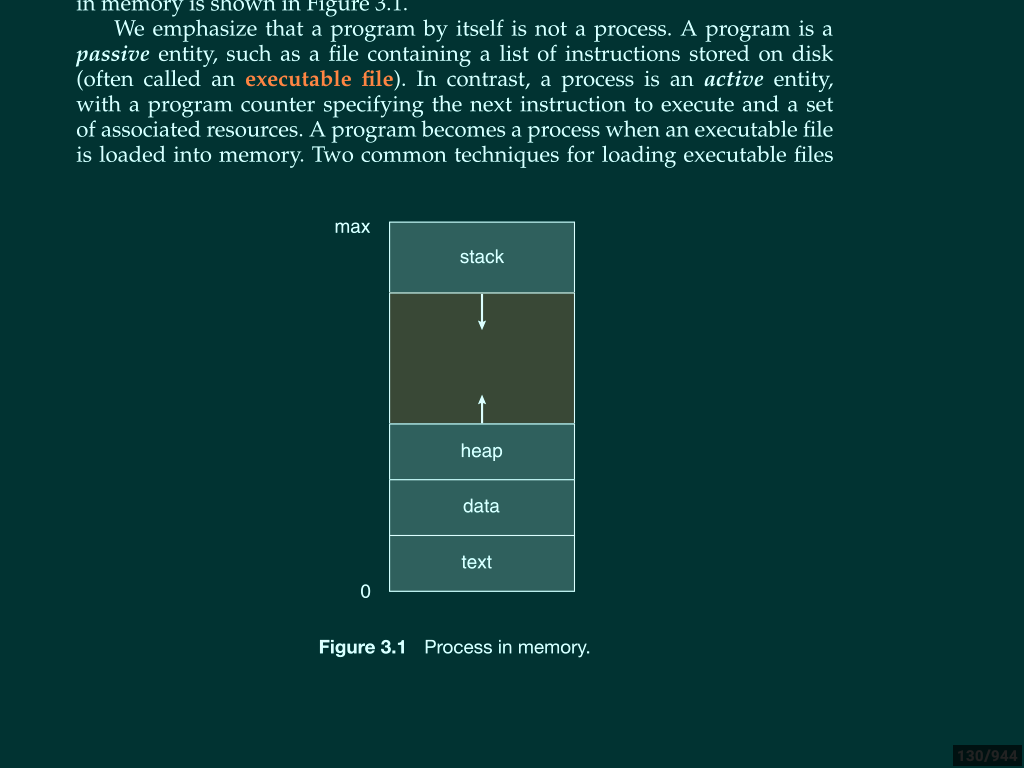 in memory is shown in Figure 3.1.
We emphasize that a program by itself is not a process. A program is a
passive entity, such as a file containing a list of instructions stored on disk
(often called an executable file). In contrast, a process is an active entity,
with a program counter specifying the next instruction to execute and a set
of associated resources. A program becomes a process when an executable file
is loaded into memory. Two common techniques for loading executable files
max
stack
heap
data
text
0
Figure 3.1 Process in memory.
130/944